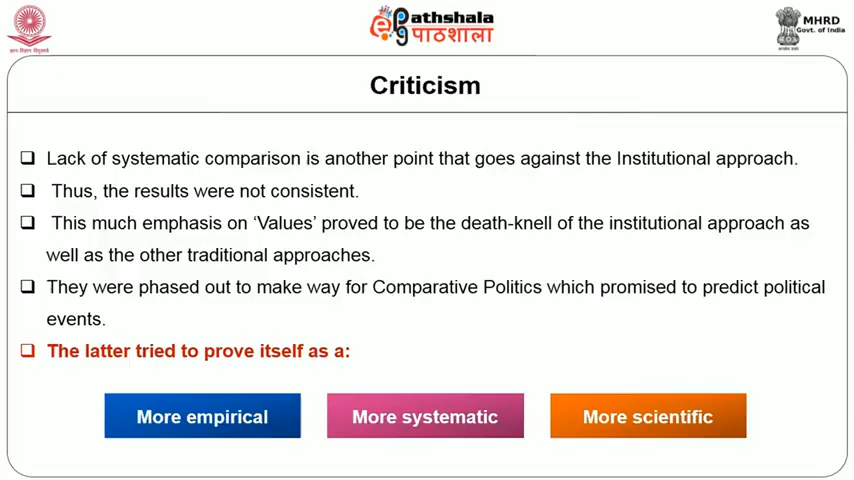 ePathshala
पाठशाला
MHRD
Govt. of India
Criticism
Lack of systematic comparison is another point that goes against the Institutional approach.
Thus, the results were not consistent.
This much emphasis on ‘Values’ proved to be the death-knell of the institutional approach as
well as the other traditional approaches.
They were phased out to make way for Comparative Politics which promised to predict political
events.
The latter tried to prove itself as a:
More empirical
More systematic
More scientific